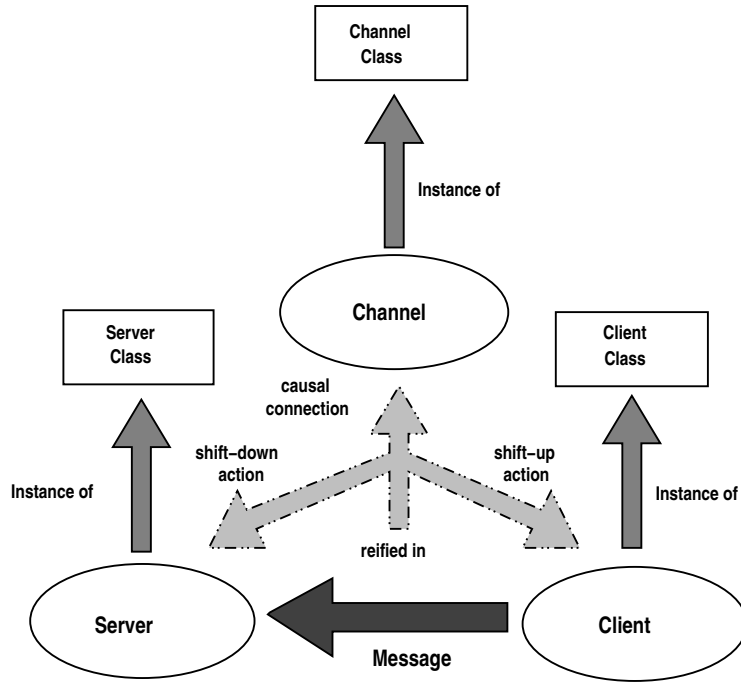 Channel
Class
Instance of
Channel
Server
Class
Client
Class
causal
connection
shift−down
action
shift−up
action
Instance of
Instance of
reified in
Server
Client
Message